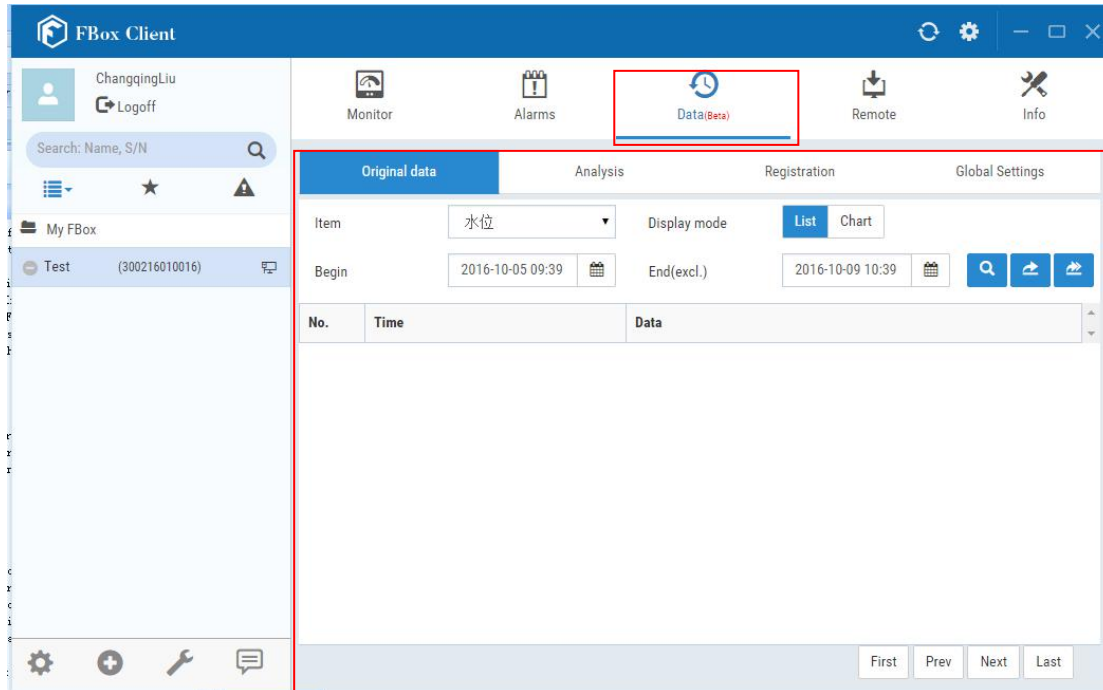 FBox Client
ChangqingLiu
Logoff
Search: Name, S/N
My FBox
Test (300216010016)
Monitor
Alarms
Data(Beta)
Remote
Info
Original data
Analysis
Registration
Global Settings
Item
水位
Display mode
List
Chart
Begin
2016-10-05 09:39
End(excl.)
2016-10-09 10:39
No.
Time
Data
First
Prev
Next
Last